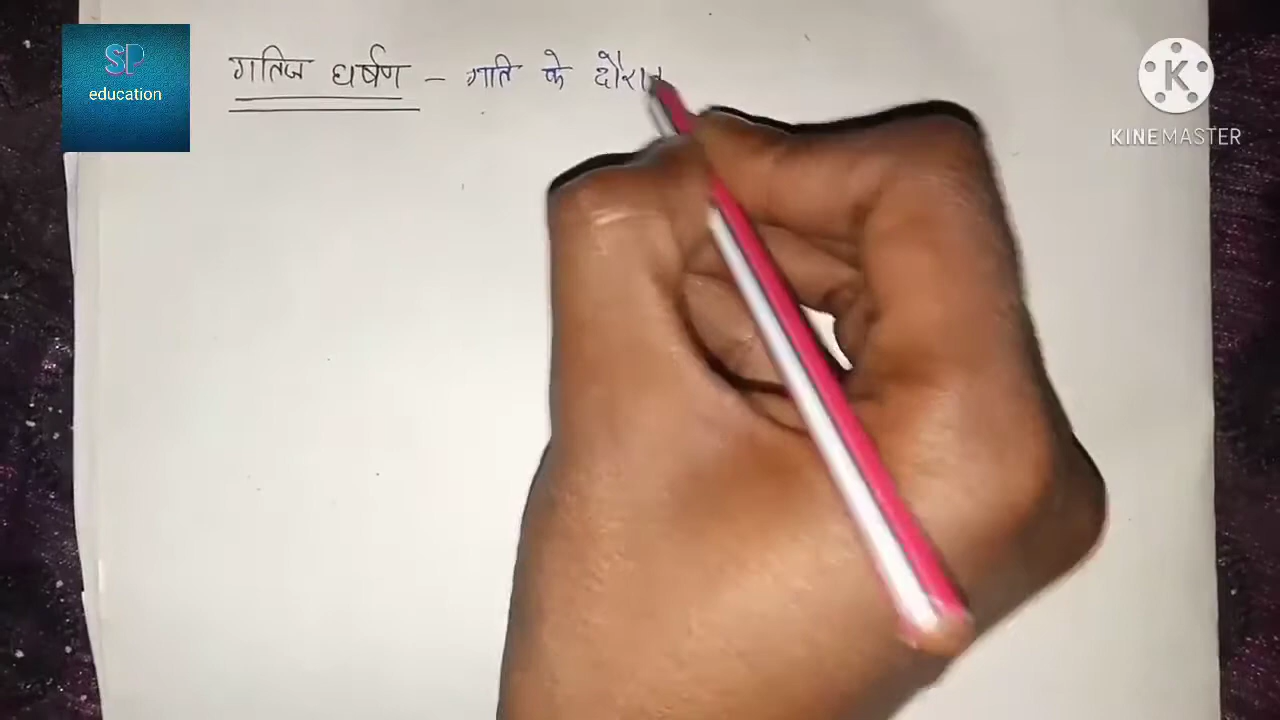 SP
education
गतिज घर्षण – गति के दौरान
KINEMASTER